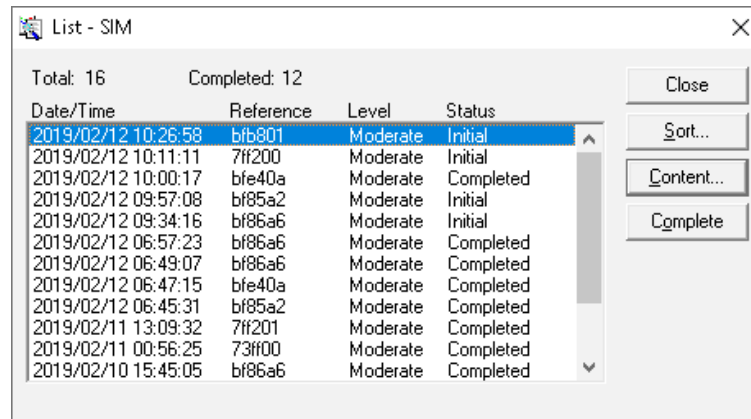 List - SIM
Total: 16 Completed: 12
Close
Date/Time Reference Level Status
2019/02/12 10:26:58 bfb801 Moderate Initial
Sort...
2019/02/12 10:11:11 7ff200 Moderate Initial
2019/02/12 10:00:17 bfe40a Moderate Completed
Content...
2019/02/12 09:57:08 bf85a2 Moderate Initial
2019/02/12 09:34:16 bf86a6 Moderate Initial
Complete
2019/02/12 06:57:23 bf86a6 Moderate Completed
2019/02/12 06:49:07 bf86a6 Moderate Completed
2019/02/12 06:47:15 bfe40a Moderate Completed
2019/02/12 06:45:31 bf85a2 Moderate Completed
2019/02/11 13:09:32 7ff201 Moderate Completed
2019/02/11 00:56:25 73ff00 Moderate Completed
2019/02/10 15:45:05 bf86a6 Moderate Completed